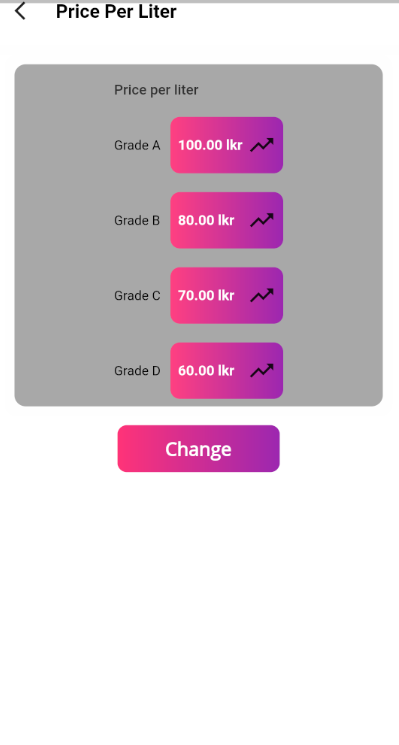 Price Per Liter
Price per liter
Grade A 100.00 lkr
Grade B 80.00 lkr
Grade C 70.00 lkr
Grade D 60.00 lkr
Change